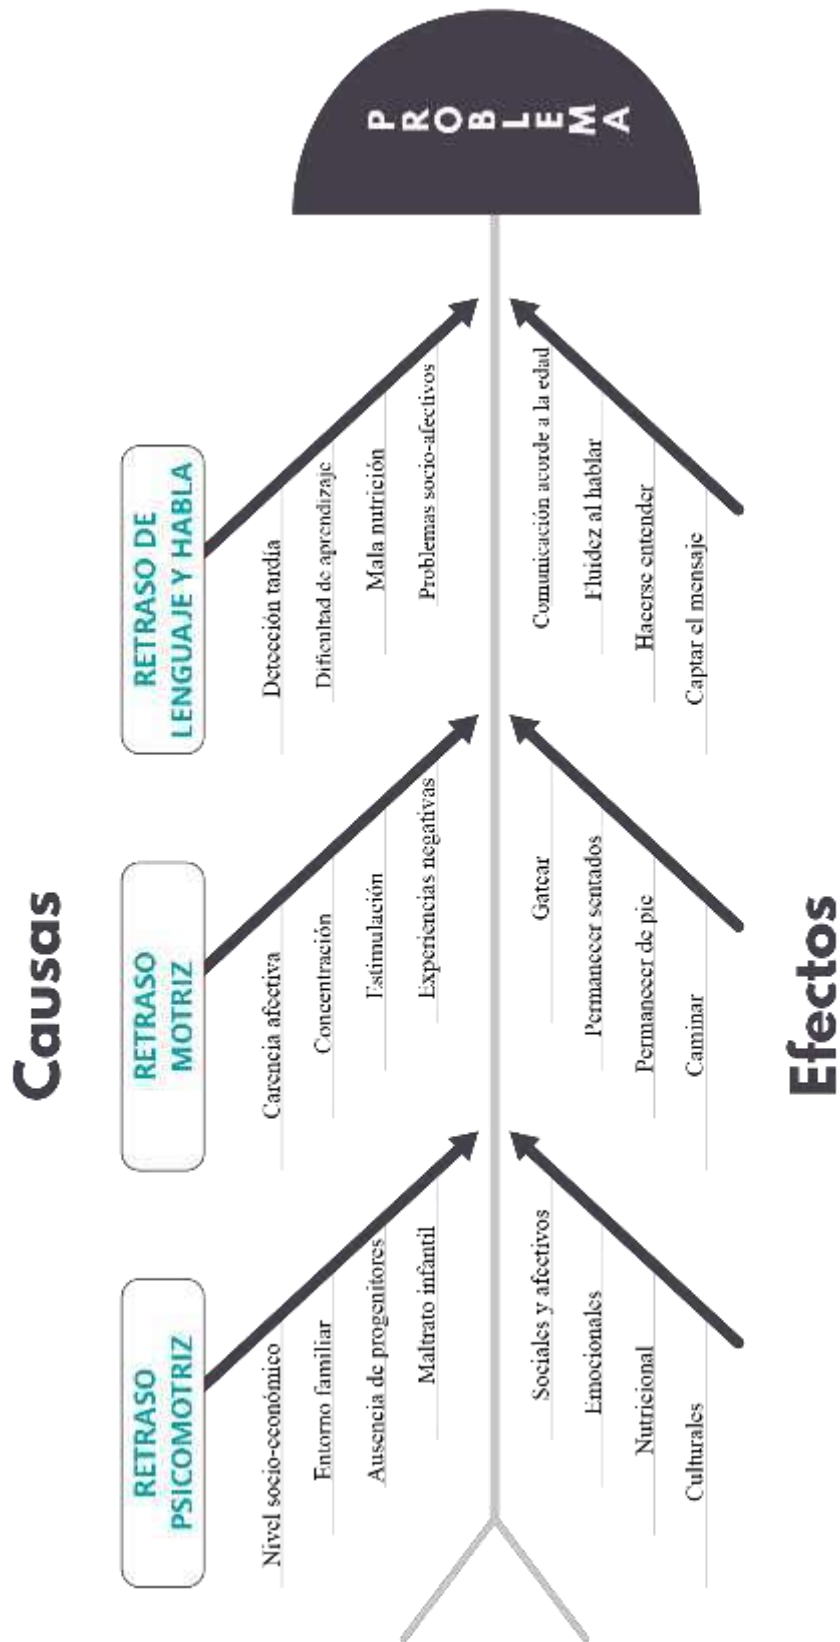 Causas
RETRASO
PSICOMOTRIZ
Nivel socio-económico
Entorno familiar
Ausencia de progenitores
Maltrato infantil
RETRASO
MOTRIZ
Carencia afectiva
Concentración
Estimulación
Experiencias negativas
RETRASO DE
LENGUAJE Y HABLA
Detección tardía
Dificultad de aprendizaje
Mala nutrición
Problemas socio-afectivos
PROBLEMA
Sociales y afectivos
Emocionales
Nutricional
Culturales
Gatear
Permanecer sentados
Permanecer de pie
Caminar
Comunicación acorde a la edad
Fluidez al hablar
Hacerse entender
Captar el mensaje
Efectos